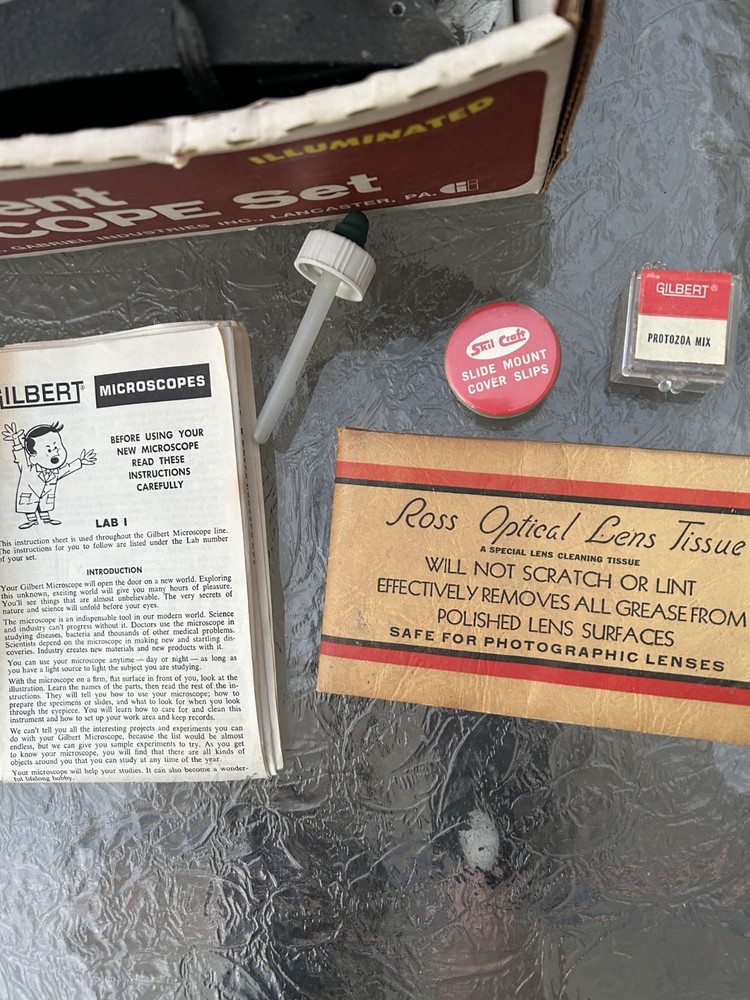 ILLUMINATED
ent
COPE Set
GABRIEL INDUSTRIES INC., LANCASTER, PA.
GILBERT®
PROTOZOA MIX
Skil Craft
SLIDE MOUNT
COVER SLIPS
GILBERT® MICROSCOPES
BEFORE USING YOUR
NEW MICROSCOPE
READ THESE
INSTRUCTIONS
CAREFULLY
LAB I
This instruction sheet is used throughout the Gilbert Microscope line.
The instructions for you to follow are listed under the Lab number
of your set.
INTRODUCTION
Your Gilbert Microscope will open the door on a new world. Exploring
this unknown, exciting world will give you many hours of pleasure.
You'll see things that are almost unbelievable. The very secrets of
nature and science will unfold before your eyes.
The microscope is an indispensable tool in our modern world. Science
and industry can't progress without it. Doctors use the microscope in
studying diseases, bacteria and thousands of other medical problems.
Scientists depend on the microscope in making new and startling dis-
coveries. Industry creates new materials and new products with it.
You can use your microscope anytime — day or night — as long as
you have a light source to light the subject you are studying.
With the microscope on a firm, flat surface in front of you, look at the
illustration. Learn the names of the parts, then read the rest of the in-
structions. They will tell you how to use your microscope; how to
prepare the specimens or slides, and what to look for when you look
through the eyepiece. You will learn how to care for and clean this
instrument and how to set up your work area and keep records.
We can't tell you all the interesting projects and experiments you can
do with your Gilbert Microscope, because the list would be almost
endless, but we can give you sample experiments to try. As you get
to know your microscope, you will find that there are all kinds of
objects around you that you can study at any time of the year.
Your microscope will help your studies. It can also become a wonder-
ful lifelong hobby.
Ross Optical Lens Tissue
A SPECIAL LENS CLEANING TISSUE
WILL NOT SCRATCH OR LINT
EFFECTIVELY REMOVES ALL GREASE FROM
POLISHED LENS SURFACES
SAFE FOR PHOTOGRAPHIC LENSES